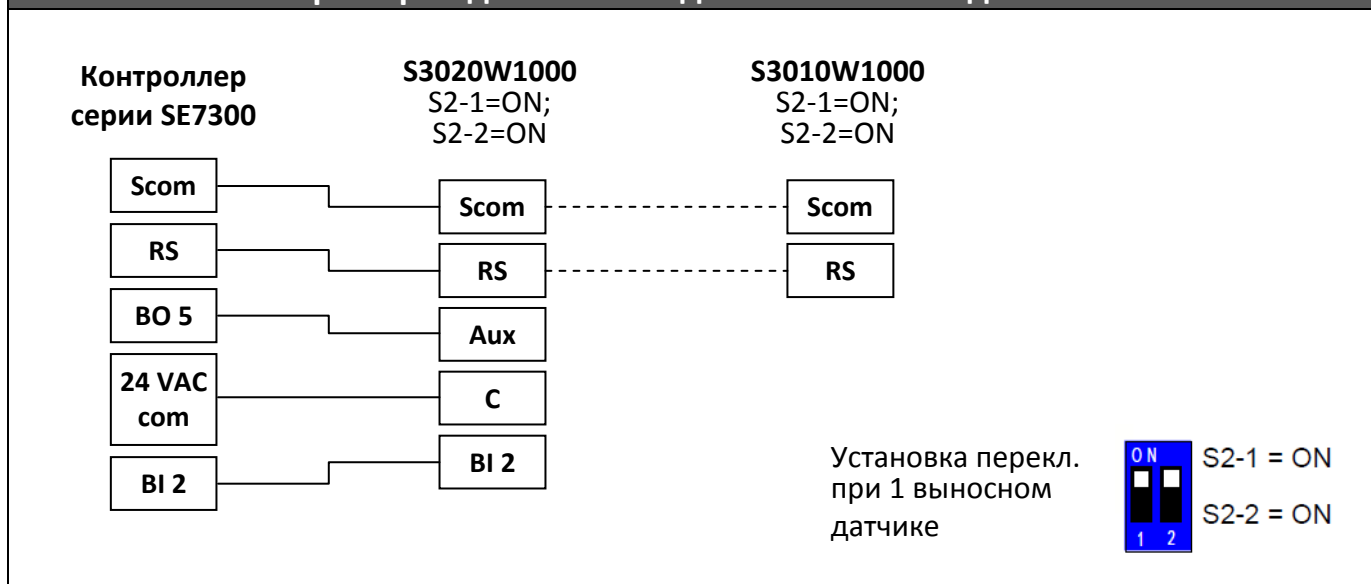 Контроллер
серии SE7300
S3020W1000
S2-1=ON;
S2-2=ON
S3010W1000
S2-1=ON;
S2-2=ON
Scom
RS
BO 5
24 VAC
com
BI 2
Scom
RS
Aux
C
BI 2
Scom
RS
Установка перекл.
при 1 выносном
датчике
ON
1 2
S2-1 = ON
S2-2 = ON